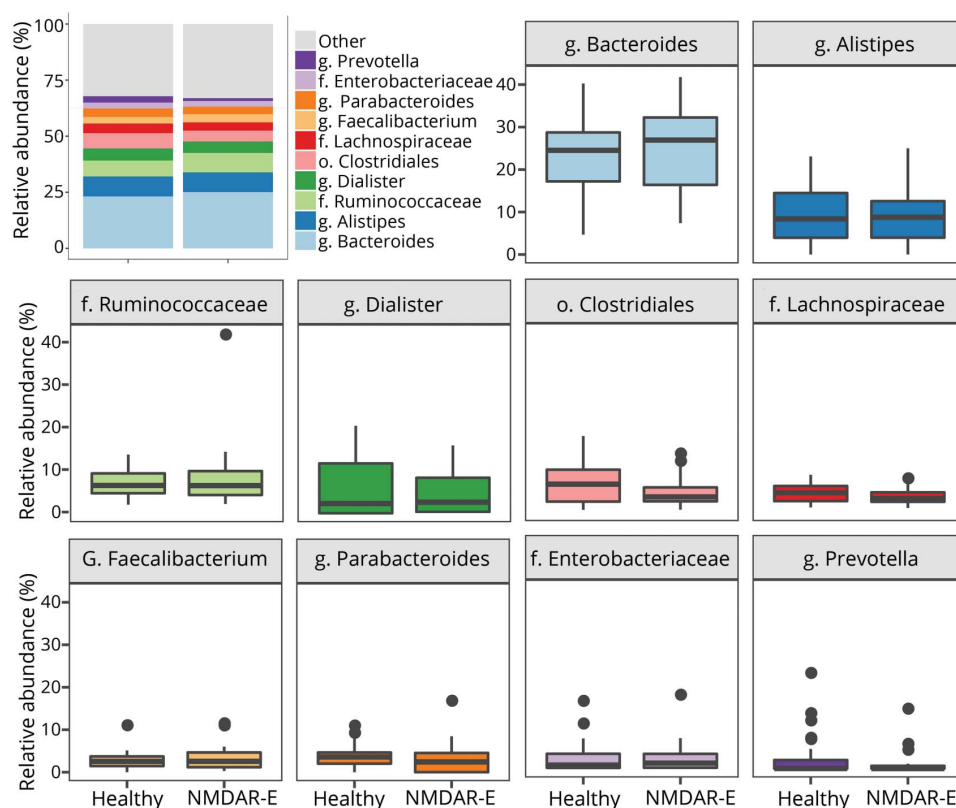 Relative abundance (%)
100
75
50
25
0
Other
g. Prevotella
f. Enterobacteriaceae
g. Parabacteroides
g. Faecalibacterium
f. Lachnospiraceae
o. Clostridiales
g. Dialister
f. Ruminococcaceae
g. Alistipes
g. Bacteroides
g. Bacteroides
g. Alistipes
40
30
20
10
0
f. Ruminococcaceae
g. Dialister
o. Clostridiales
f. Lachnospiraceae
Relative abundance (%)
40
30
20
10
0
G. Faecalibacterium
g. Parabacteroides
f. Enterobacteriaceae
g. Prevotella
Relative abundance (%)
40
30
20
10
0
Healthy NMDAR-E
Healthy NMDAR-E
Healthy NMDAR-E
Healthy NMDAR-E